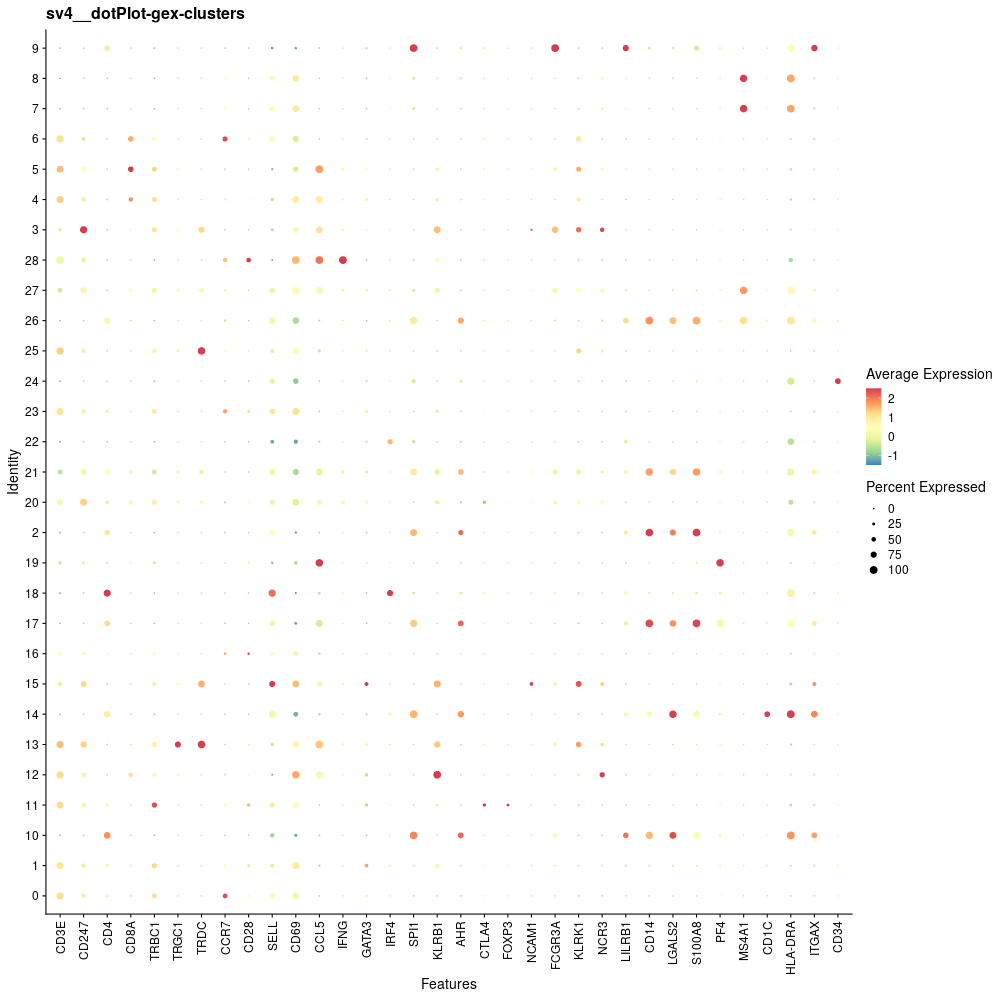 sv4__dotPlot-gex-clusters
Identity
9
8
7
6
5
4
3
28
27
26
25
24
23
22
21
20
2
19
18
17
16
15
14
13
12
11
10
1
0
CD3E
CD247
CD4
CD8A
TRBC1
TRGC1
TRDC
CCR7
CD28
SELL
CD69
CCL5
IFNG
GATA3
IRF4
SPI1
KLRB1
AHR
CTLA4
FOXP3
NCAM1
FCGR3A
KLRK1
NCR3
LILRB1
CD14
LGALS2
S100A8
PF4
MS4A1
CD1C
HLA-DRA
ITGAX
CD34
Features
Average Expression
2
1
0
-1
Percent Expressed
0
25
50
75
100